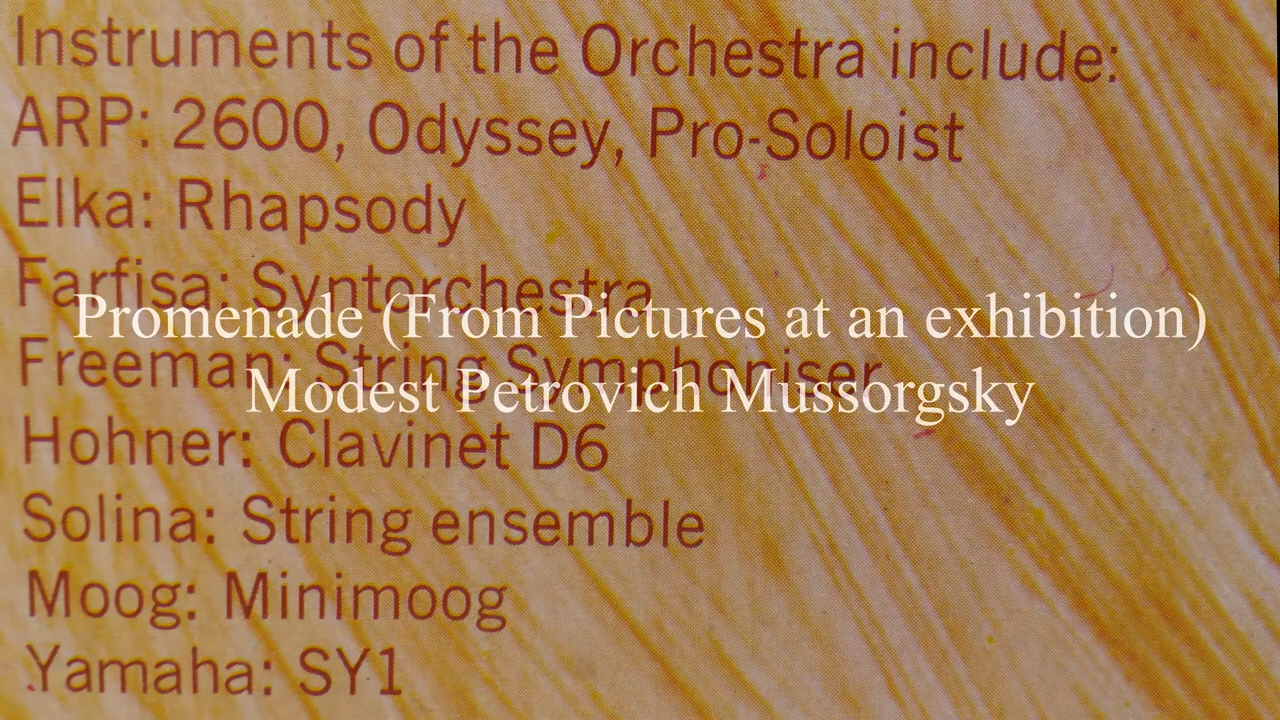 Instruments of the Orchestra include:
ARP: 2600, Odyssey, Pro-Soloist
Elka: Rhapsody
Farfisa: Syntorchestra
Promenade (From Pictures at an exhibition)
Freeman: String Symphoniser
Modest Petrovich Mussorgsky
Hohner: Clavinet D6
Solina: String ensemble
Moog: Minimoog
Yamaha: SY1